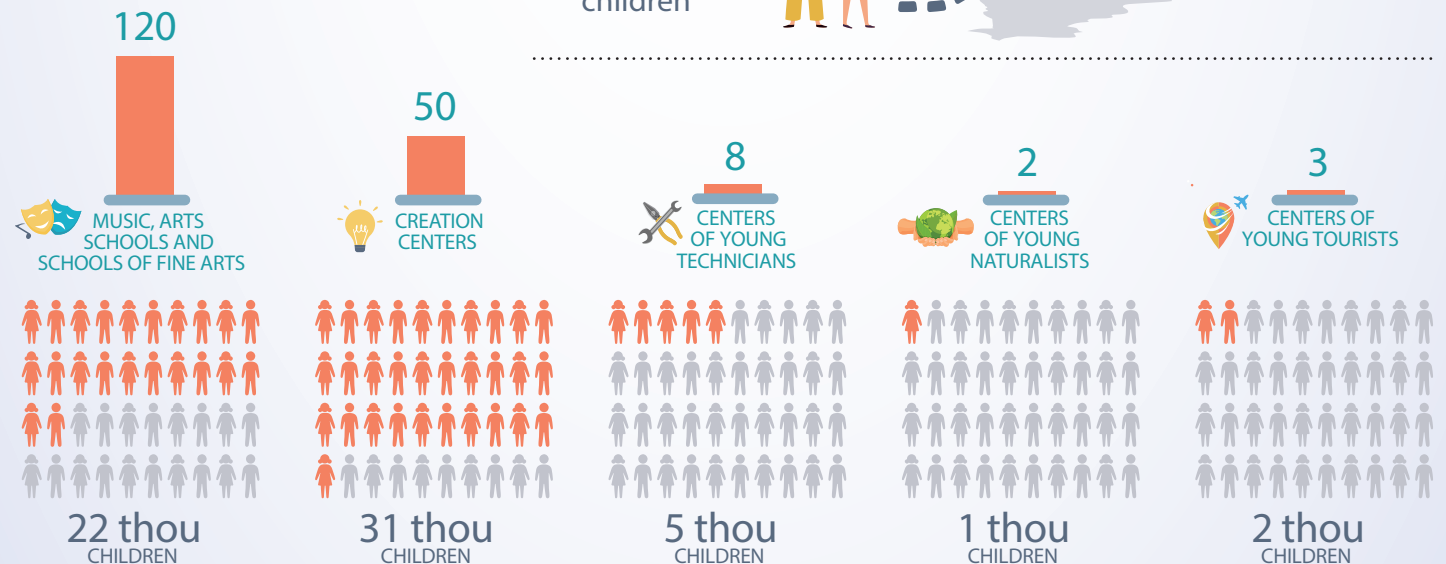 children
120
MUSIC, ARTS
SCHOOLS AND
SCHOOLS OF FINE ARTS
22 thou
CHILDREN
50
CREATION
CENTERS
31 thou
CHILDREN
8
CENTERS
OF YOUNG
TECHNICIANS
5 thou
CHILDREN
2
CENTERS
OF YOUNG
NATURALISTS
1 thou
CHILDREN
3
CENTERS OF
YOUNG TOURISTS
2 thou
CHILDREN